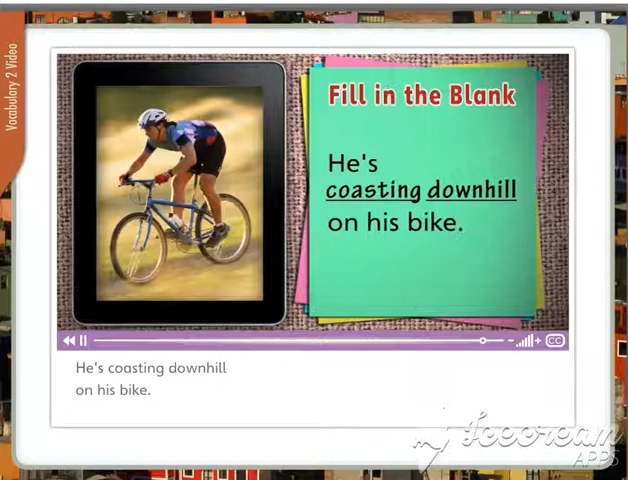 Vocabulary 2 Video
Fill in the Blank
He's
coasting downhill
on his bike.
CC
He's coasting downhill
on his bike.
Icecream
APPS